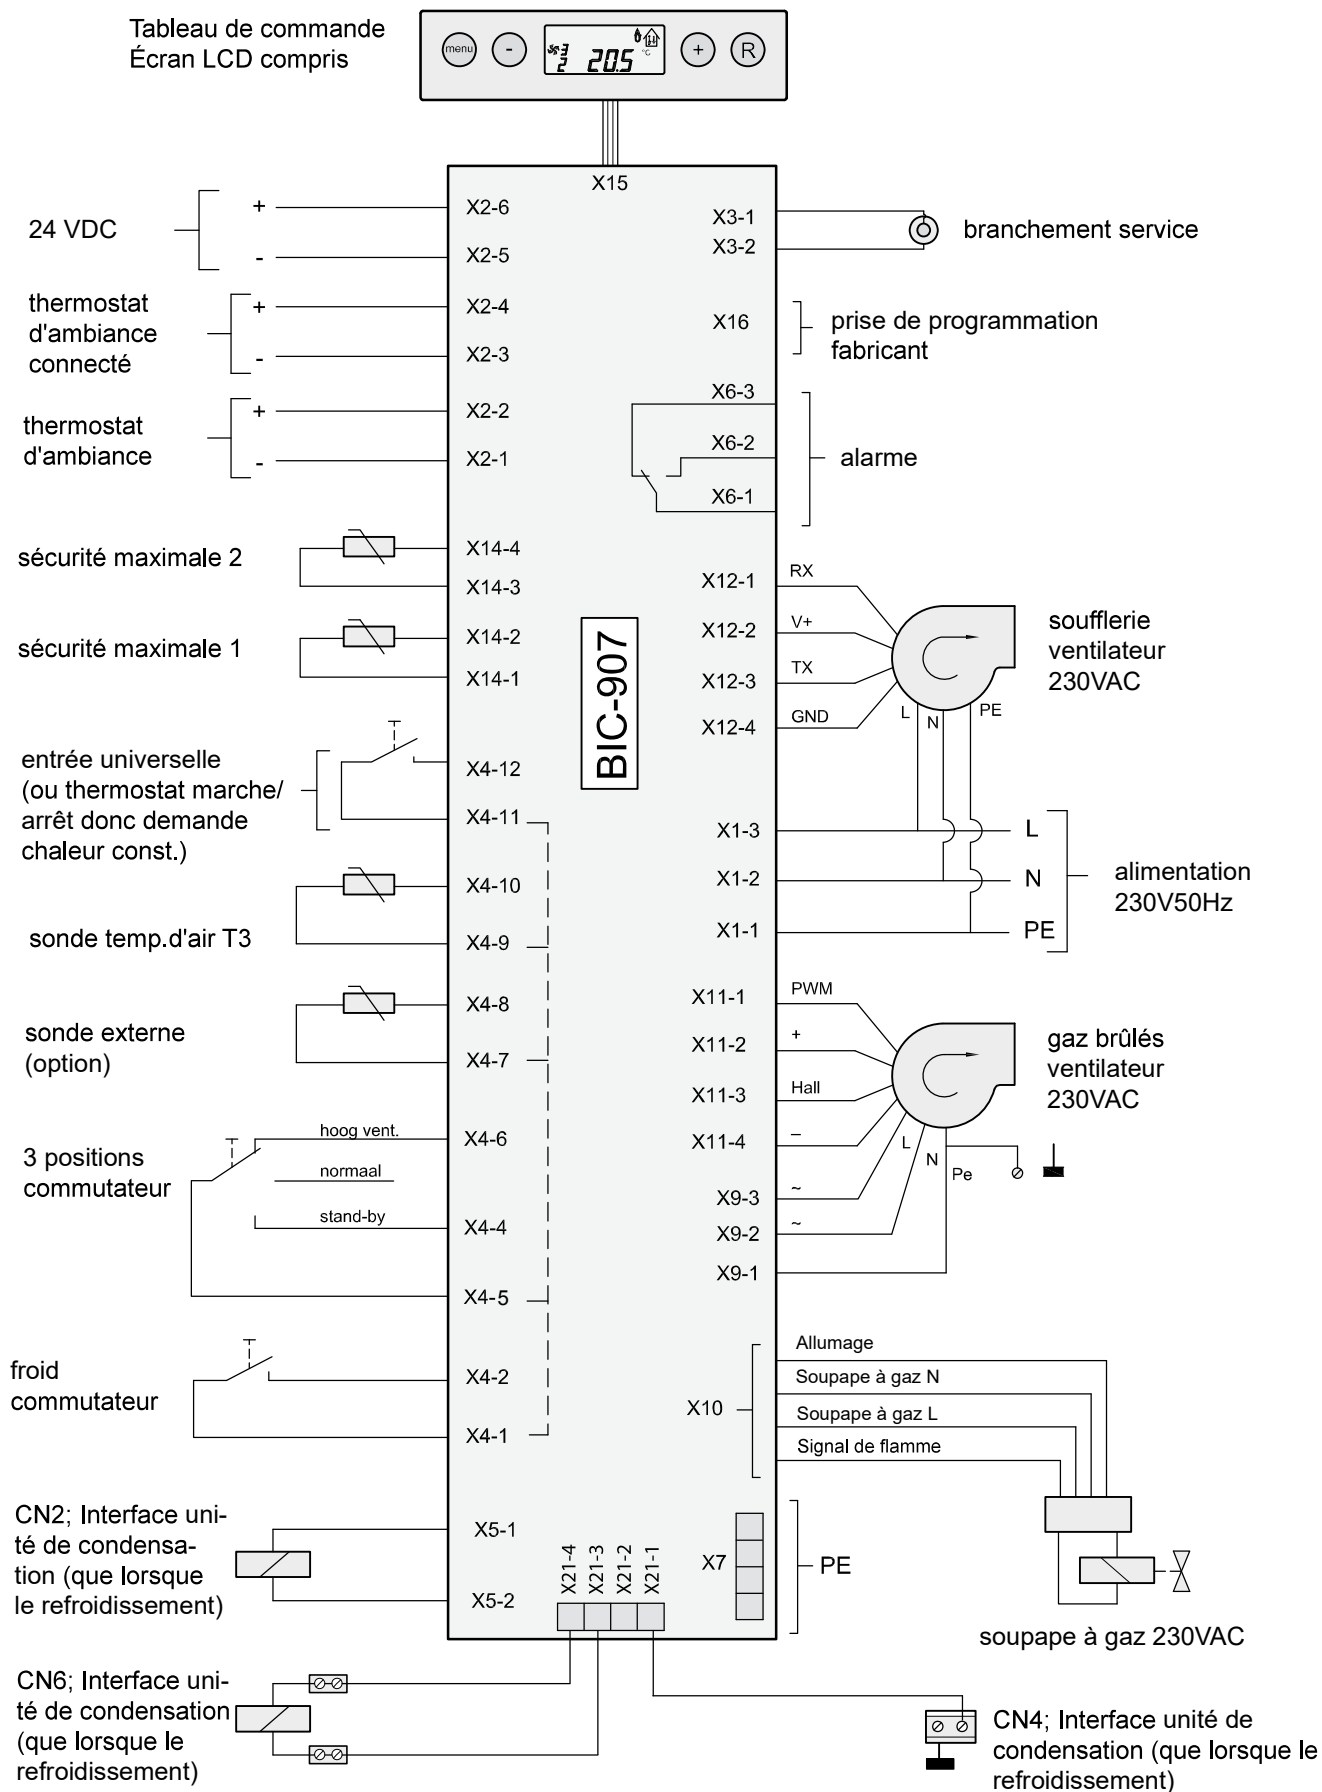 Tableau de commande
Écran LCD compris
menu
-
3
2
20.5
°C
+
R
X15
24 VDC
+
-
X2-6
X2-5
thermostat
d'ambiance
connecté
+
-
X2-4
X2-3
thermostat
d'ambiance
+
-
X2-2
X2-1
sécurité maximale 2
X14-4
X14-3
sécurité maximale 1
X14-2
X14-1
entrée universelle
(ou thermostat marche/
arrêt donc demande
chaleur const.)
X4-12
X4-11
sonde temp.d'air T3
X4-10
X4-9
sonde externe
(option)
X4-8
X4-7
3 positions
commutateur
hoog vent.
normaal
stand-by
X4-6
X4-4
X4-5
froid
commutateur
X4-2
X4-1
CN2; Interface uni-
té de condensa-
tion (que lorsque
le refroidissement)
X5-1
X5-2
CN6; Interface uni-
té de condensation
(que lorsque le
refroidissement)
BIC-907
X21-4
X21-3
X21-2
X21-1
X3-1
X3-2
branchement service
X16
prise de programmation
fabricant
X6-3
X6-2
X6-1
alarme
X12-1
X12-2
X12-3
X12-4
RX
V+
TX
GND
L
N
PE
soufflerie
ventilateur
230VAC
X1-3
X1-2
X1-1
L
N
PE
alimentation
230V50Hz
X11-1
X11-2
X11-3
X11-4
X9-3
X9-2
X9-1
PWM
+
Hall
–
~
~
L
N
Pe
gaz brûlés
ventilateur
230VAC
X10
Allumage
Soupape à gaz N
Soupape à gaz L
Signal de flamme
soupape à gaz 230VAC
X7
PE
CN4; Interface unité de
condensation (que lorsque le
refroidissement)